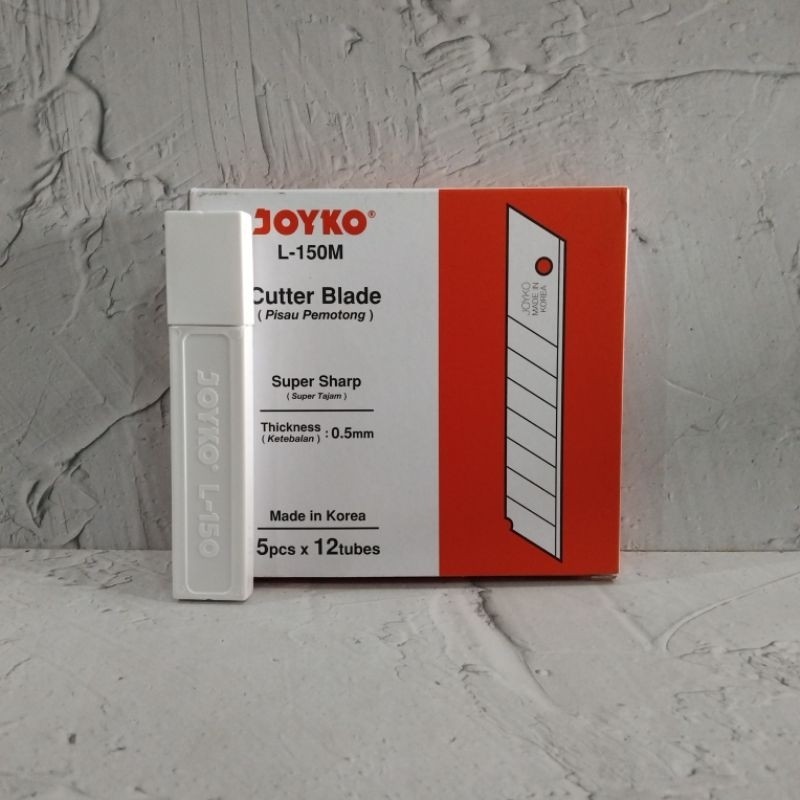 JOYKO®
L-150M
Cutter Blade
( Pisau Pemotong )
Super Sharp
( Super Tajam )
Thickness : 0.5mm
( Ketebalan )
Made in Korea
5pcs x 12tubes
JOYKO
MADE IN
KOREA
JOYKO® L-150